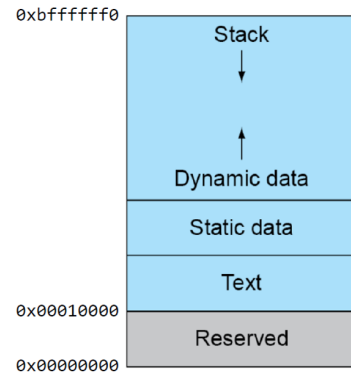 0xbffffff0
Stack
Dynamic data
Static data
Text
0x00010000
Reserved
0x00000000